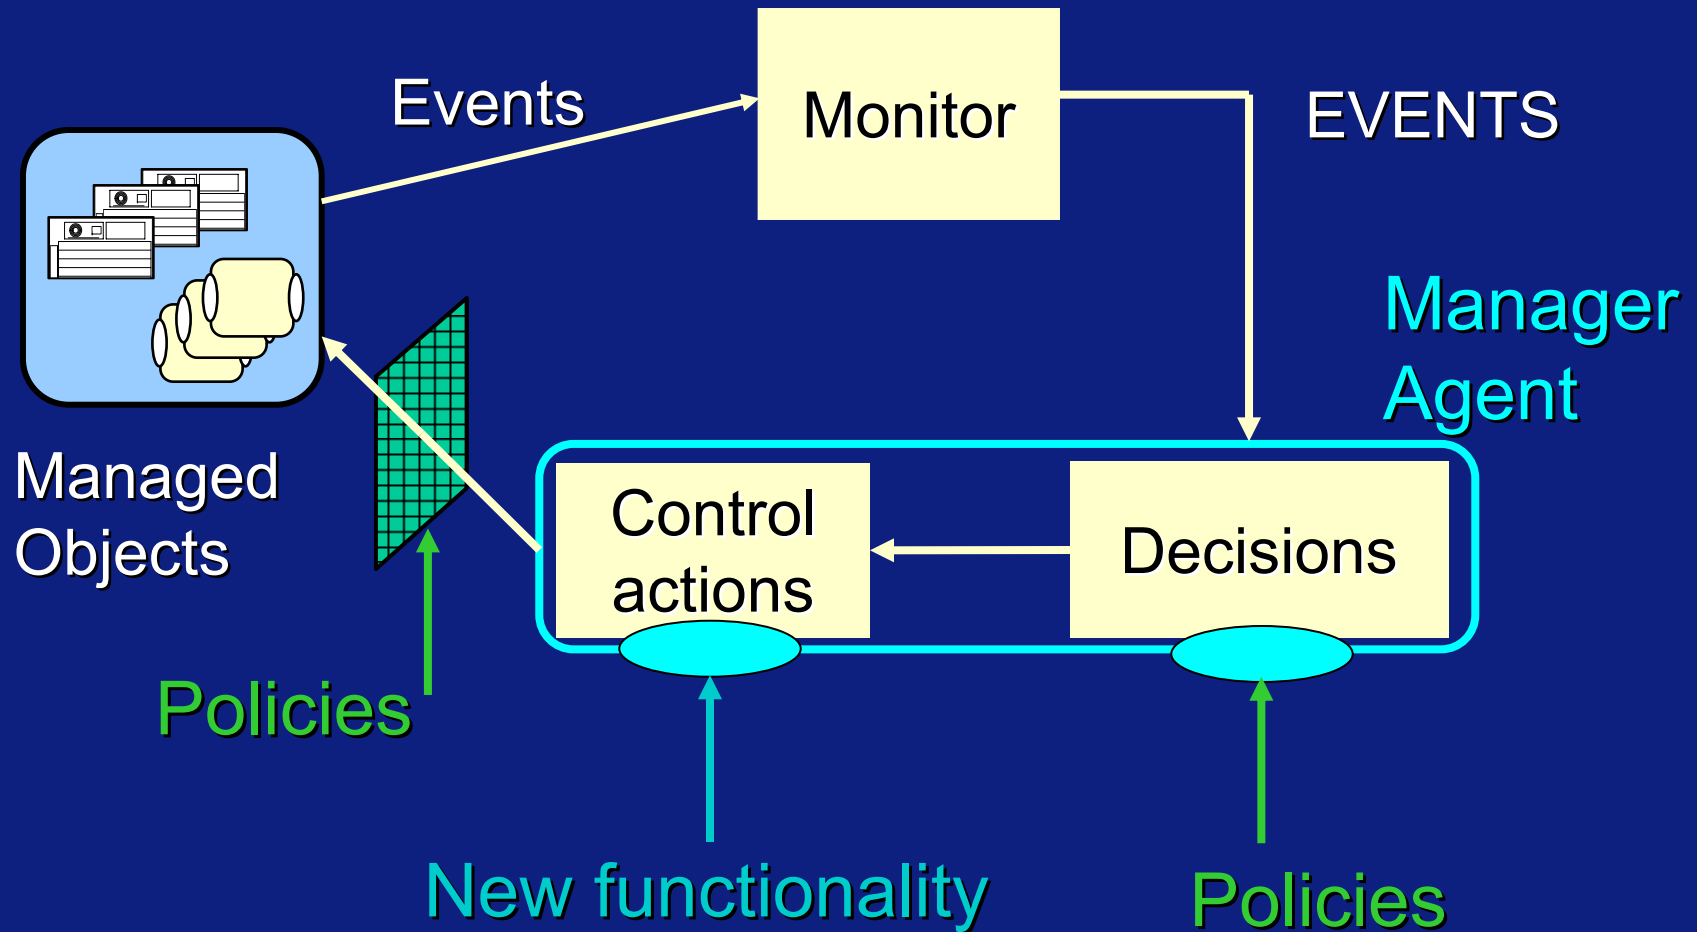 Events
Monitor
EVENTS
Manager
Agent
Managed
Objects
Control
actions
Decisions
Policies
New functionality
Policies